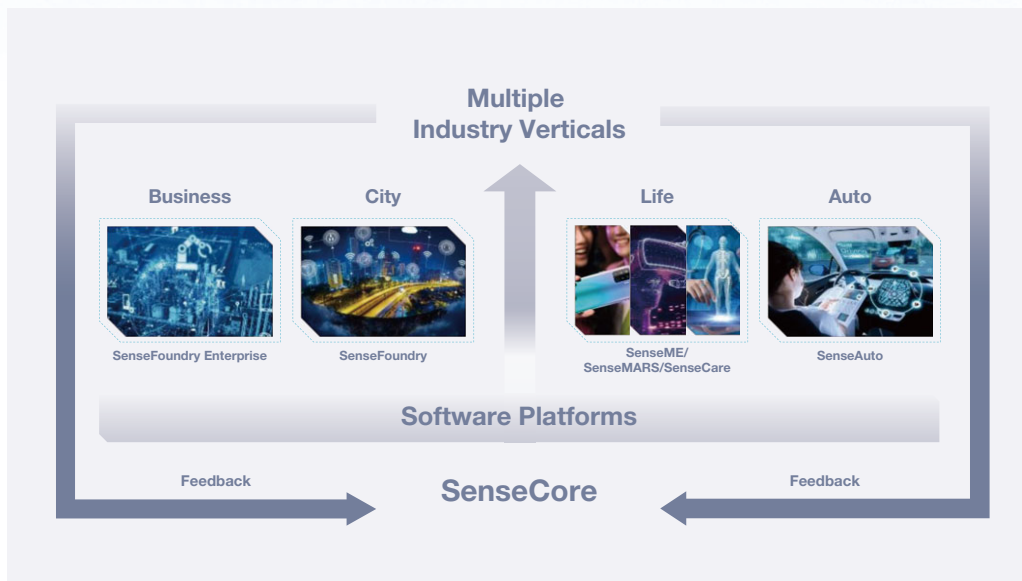 Multiple
Industry Verticals
Business
City
Life
Auto
SenseFoundry Enterprise
SenseFoundry
SenseME/
SenseMARS/SenseCare
SenseAuto
Software Platforms
Feedback
SenseCore
Feedback